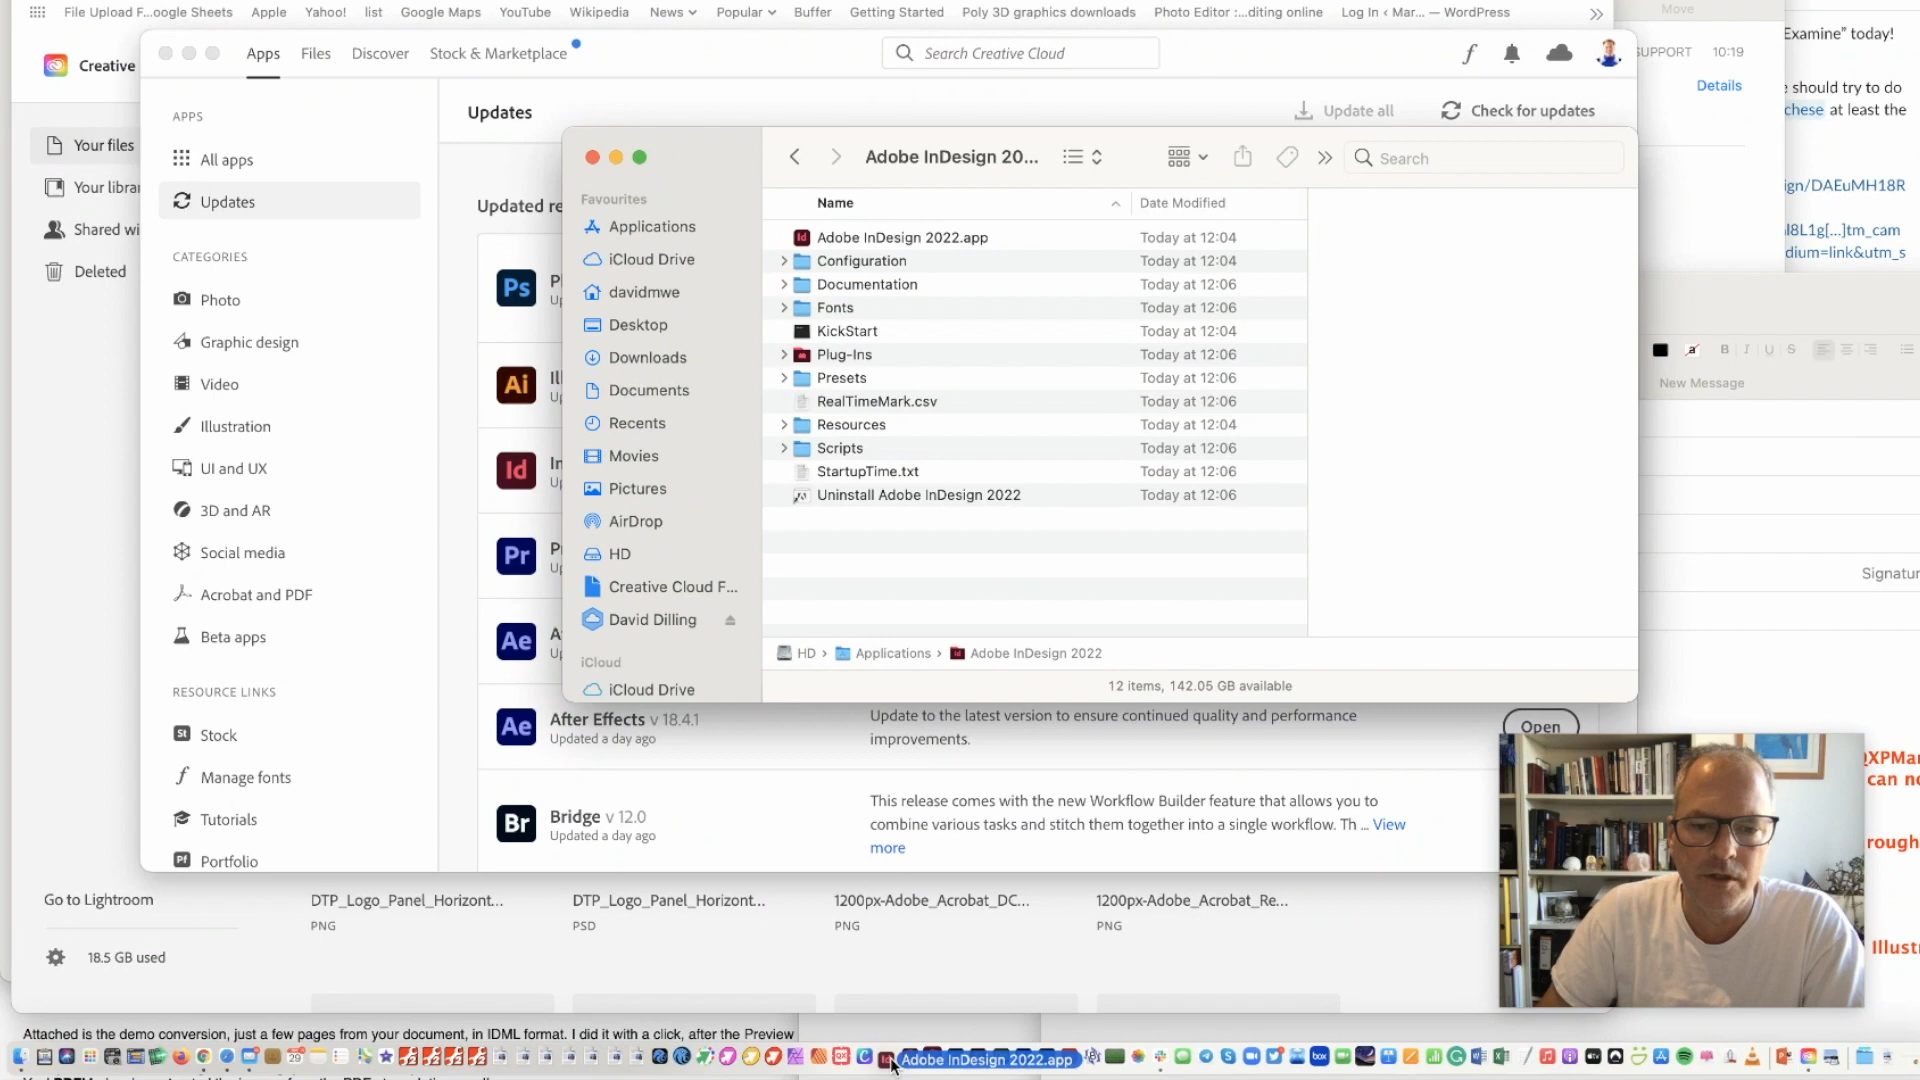 File Upload F...oogle Sheets Apple Yahoo! list Google Maps YouTube Wikipedia News Popular Buffer Getting Started Poly 3D graphics downloads Photo Editor :...diting online Log In ‹ Mar... — WordPress
Move
Creative
Apps Files Discover Stock & Marketplace
Search Creative Cloud
SUPPORT 10:19
Details
Examine” today!
should try to do
chese at least the
ign/DAEuMH18R
l8L1g[...]tm_cam
dium=link&utm_s
New Message
Signatur
QXPMar
can no
rough
Illustr
Your files
Your librar
Shared wi
Deleted
Go to Lightroom
18.5 GB used
APPS
All apps
Updates
CATEGORIES
Photo
Graphic design
Video
Illustration
UI and UX
3D and AR
Social media
Acrobat and PDF
Beta apps
RESOURCE LINKS
Stock
Manage fonts
Tutorials
Portfolio
Updates
Update all
Check for updates
Updated re
Ps
Ai
Id
Pr
Ae
Ae After Effects v 18.4.1
Updated a day ago
Update to the latest version to ensure continued quality and performance
improvements.
Open
Br Bridge v 12.0
Updated a day ago
This release comes with the new Workflow Builder feature that allows you to
combine various tasks and stitch them together into a single workflow. Th ... View
more
Adobe InDesign 20...
Search
Favourites
Applications
iCloud Drive
davidmwe
Desktop
Downloads
Documents
Recents
Movies
Pictures
AirDrop
HD
Creative Cloud F...
David Dilling
iCloud
iCloud Drive
Name Date Modified
Adobe InDesign 2022.app Today at 12:04
Configuration Today at 12:04
Documentation Today at 12:06
Fonts Today at 12:06
KickStart Today at 12:04
Plug-Ins Today at 12:06
Presets Today at 12:06
RealTimeMark.csv Today at 12:06
Resources Today at 12:04
Scripts Today at 12:06
StartupTime.txt Today at 12:06
Uninstall Adobe InDesign 2022 Today at 12:06
HD › Applications › Adobe InDesign 2022
12 items, 142.05 GB available
DTP_Logo_Panel_Horizont... DTP_Logo_Panel_Horizont... 1200px-Adobe_Acrobat_DC... 1200px-Adobe_Acrobat_Re...
PNG PSD PNG PNG
Attached is the demo conversion, just a few pages from your document, in IDML format. I did it with a click, after the Preview
Adobe InDesign 2022.app